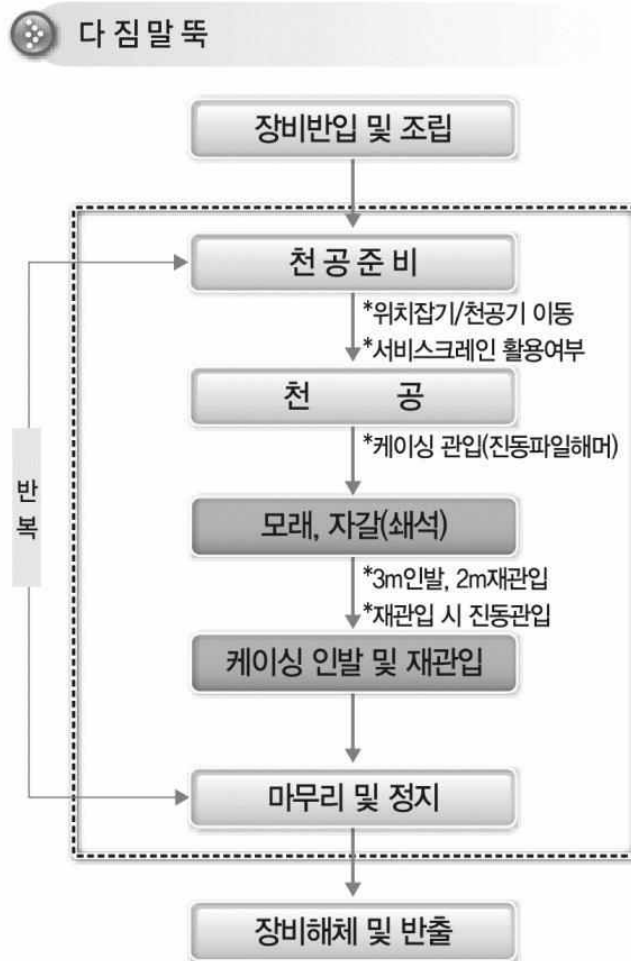 다짐말뚝
장비반입 및 조립
천공준비
*위치잡기/천공기 이동
*서비스크레인 활용여부
천 공
*케이싱 관입(진동파일해머)
반복
모래, 자갈(쇄석)
*3m인발, 2m재관입
*재관입 시 진동관입
케이싱 인발 및 재관입
마무리 및 정지
장비해체 및 반출